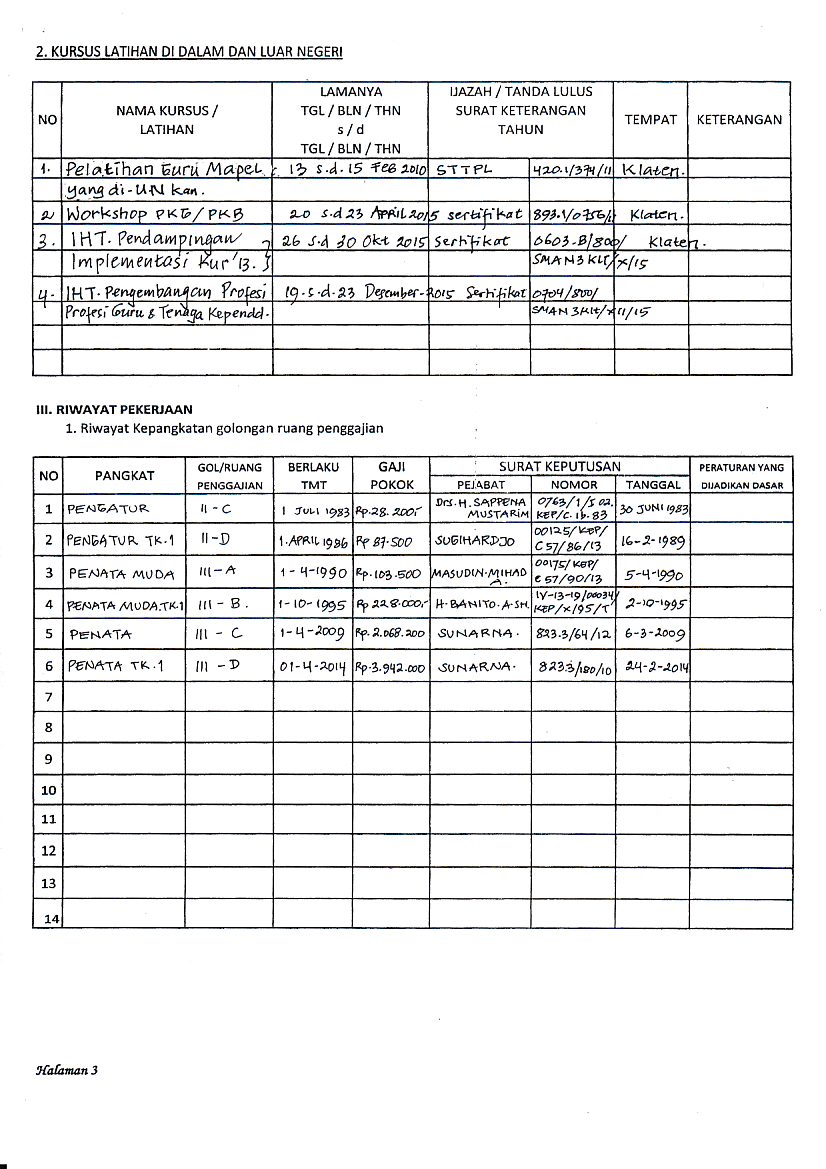 2. KURSUS LATIHAN DI DALAM DAN LUAR NEGERI
NO
NAMA KURSUS / LATIHAN
LAMANYA TGL / BLN / THN s / d TGL / BLN / THN
IJAZAH / TANDA LULUS SURAT KETERANGAN TAHUN
TEMPAT
KETERANGAN
1. Pelatihan Guru Mapel 13 s.d. 15 Feb 2010 STTPL 420.1/374/11 Klaten.
yang di-UN kan.
2 Workshop PKG/PKB 20 s.d 23 APRIL 2015 sertifikat 893.1/0756/ Klaten.
3. IHT. Pendampingan 26 s.d 30 Okt 2015 Sertifikat 0603.B/800/ Klaten.
Implementasi Kur'13. SMAN3 KLT/X/15
4. IHT. Pengembangan Profesi 19.s.d.23 Desember-2015 Sertifikat 0704/800/
Profesi Guru & Tenaga Kependd. SMAN 3Klt/XII/15
III. RIWAYAT PEKERJAAN
1. Riwayat Kepangkatan golongan ruang penggajian
NO
PANGKAT
GOL/RUANG PENGGAJIAN
BERLAKU TMT
GAJI POKOK
SURAT KEPUTUSAN
PEJABAT NOMOR TANGGAL
PERATURAN YANG DIJADIKAN DASAR
1 PENGATUR II-C 1 JULI 1983 Rp.28.200,- Drs.H. SAPPENA MUSTARIM 0763/1/502. KEP/C.Ib.83 30 JUNI 1983
2 PENGATUR TK.1 II-D 1.APRIL 1986 Rp 87.500 SUGIHARDJO 00125/KEP/ C57/86/13 16-2-1989
3 PENATA MUDA III-A 1-4-1990 Rp.103.500 MASUDIN.MIHAD A. 00175/KEP/ C57/90/13 5-4-1990
4 PENATA MUDA.TK.1 III-B. 1-10-1995 Rp 228.000,- H.BANITO.A.SH. IV-13-19/00034/ KEP/X/95/T 2-10-1995
5 PENATA III-C 1-4-2009 Rp.2.068.200 SUNARNA. 823.3/64/12 6-3-2009
6 PENATA TK.1 III-D 01-4-2014 Rp.3.942.000 SUNARNA. 823.3/180/10 24-2-2014
7
8
9
10
11
12
13
14
Halaman 3